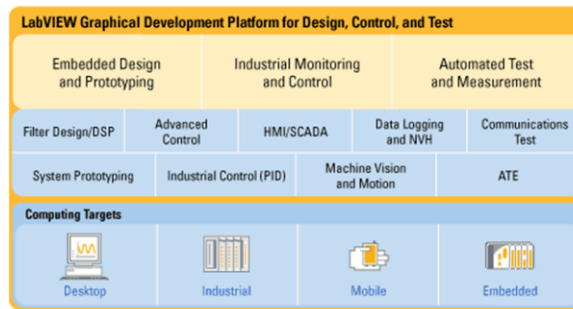 LabVIEW Graphical Development Platform for Design, Control, and Test
Embedded Design
and Prototyping
Industrial Monitoring
and Control
Automated Test
and Measurement
Filter Design/DSP
Advanced
Control
HMI/SCADA
Data Logging
and NVH
Communications
Test
System Prototyping
Industrial Control (PID)
Machine Vision
and Motion
ATE
Computing Targets
Desktop
Industrial
Mobile
Embedded